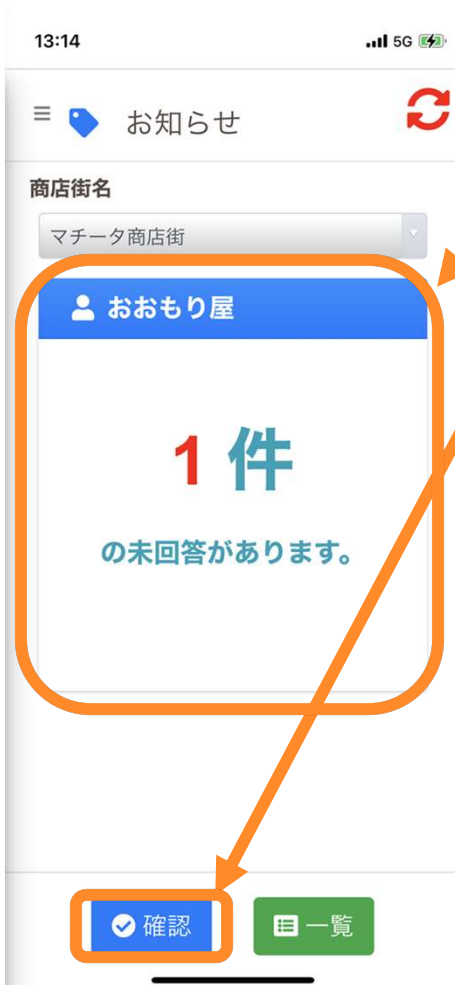 13:14
5G
お知らせ
商店街名
マチータ商店街
おおもり屋
1 件
の未回答があります。
確認
一覧